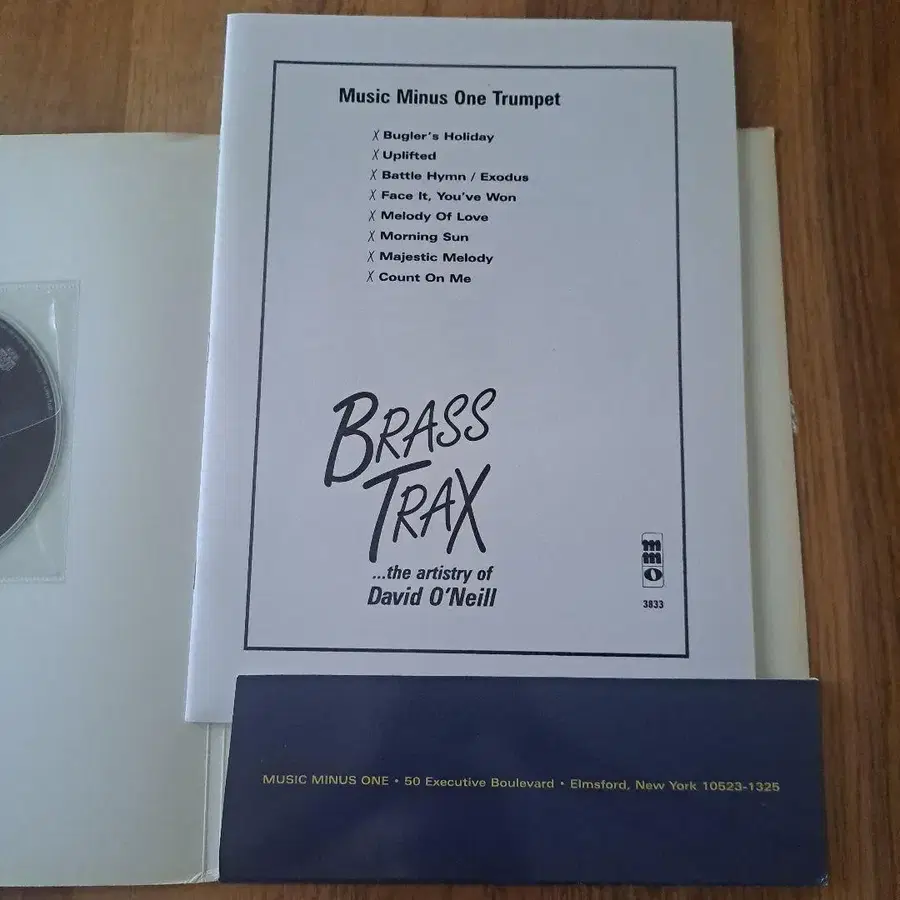 Music Minus One Trumpet
X Bugler's Holiday
X Uplifted
X Battle Hymn / Exodus
X Face It, You've Won
X Melody Of Love
X Morning Sun
X Majestic Melody
X Count On Me
BRASS
TRAX
...the artistry of
David O'Neill
mmo
3833
MUSIC MINUS ONE • 50 Executive Boulevard • Elmsford, New York 10523-1325